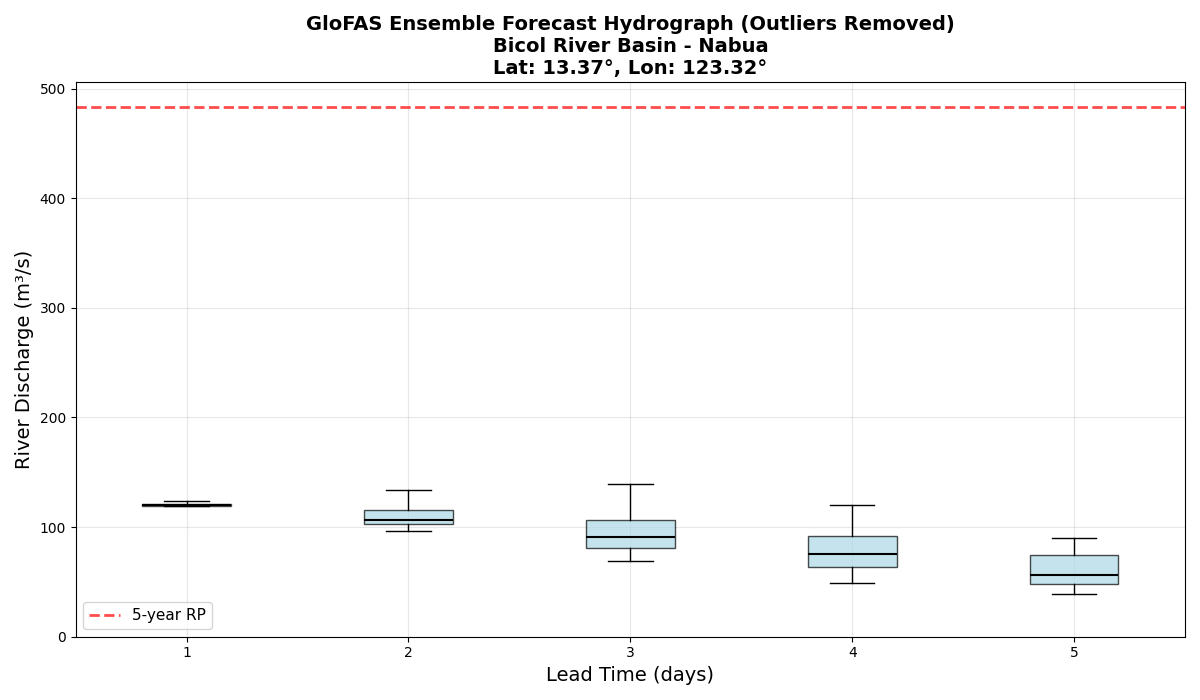 GloFAS Ensemble Forecast Hydrograph (Outliers Removed)
Bicol River Basin - Nabua
Lat: 13.37°, Lon: 123.32°
River Discharge (m³/s)
500
400
300
200
100
0
5-year RP
1 2 3 4 5
Lead Time (days)